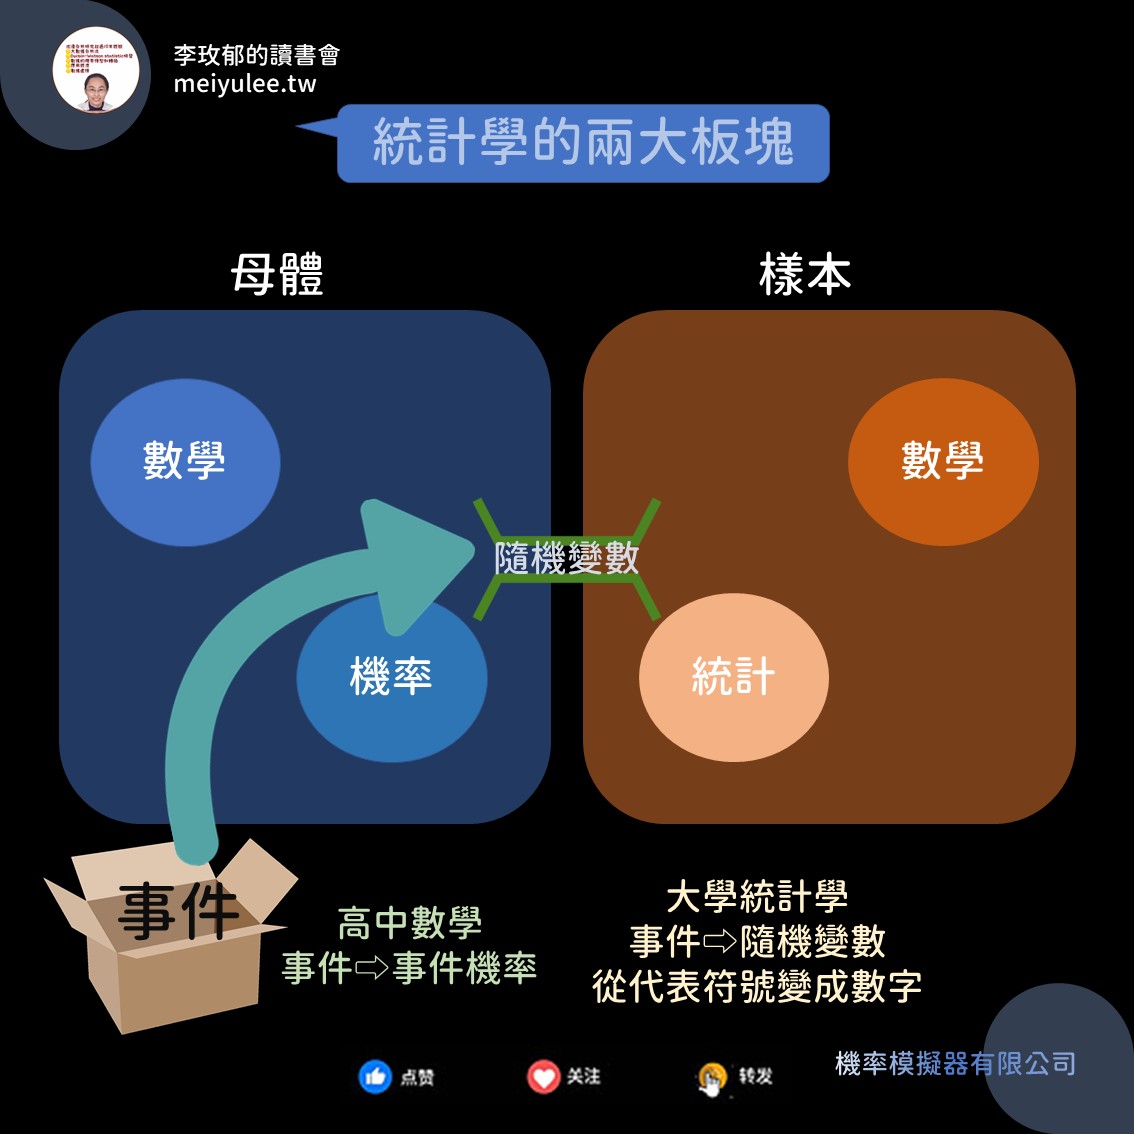 李玫郁的讀書會
meiyulee.tw
統計學的兩大板塊
母體
樣本
數學
數學
隨機變數
機率
統計
事件
高中數學
事件⇨事件機率
大學統計學
事件⇨隨機變數
從代表符號變成數字
点赞
关注
转发
機率模擬器有限公司